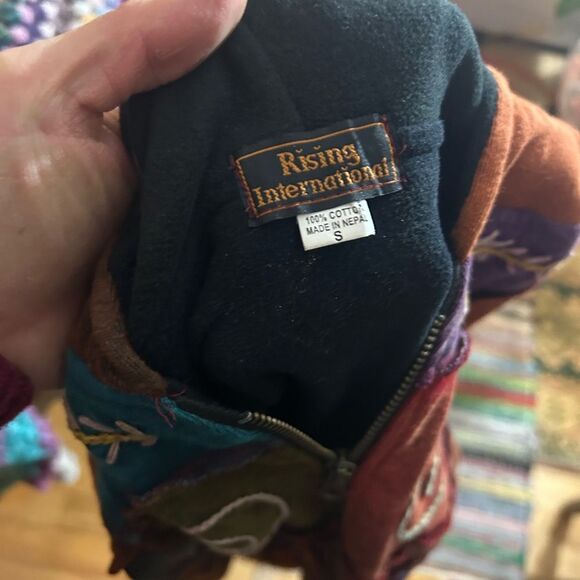 Rising
International
100% COTTON
MADE IN NEPAL
S